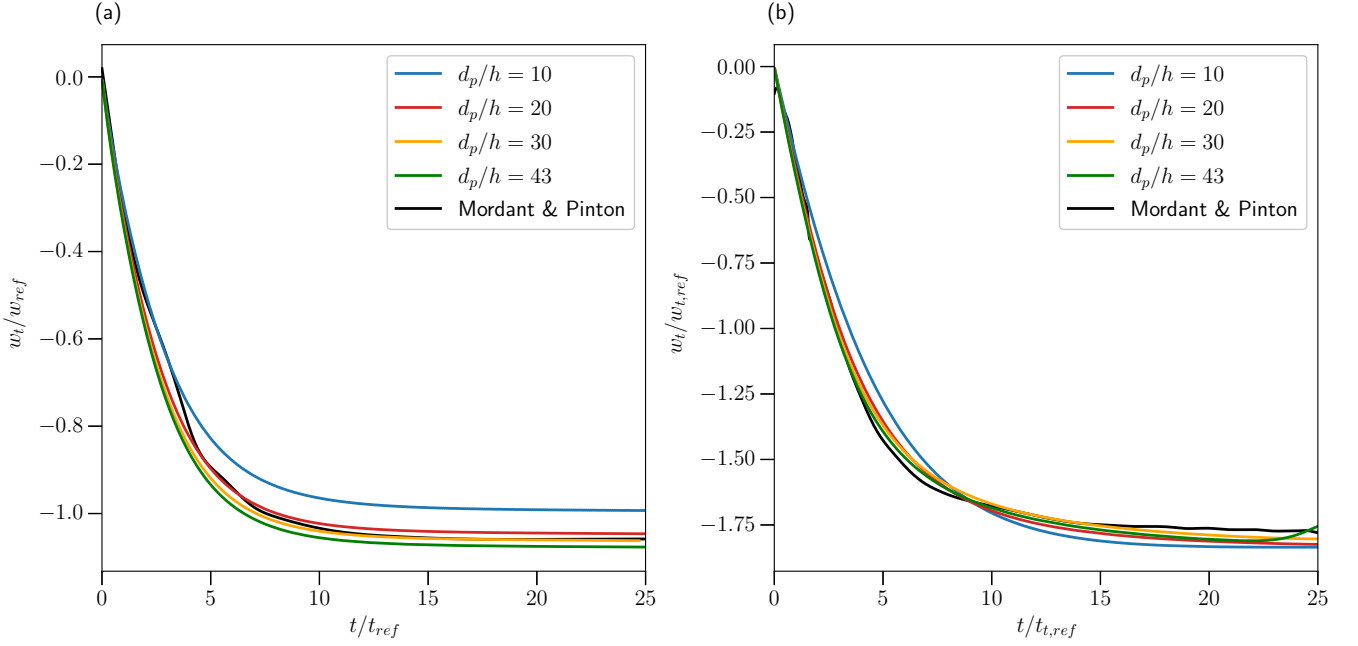 (a)
0.0
−0.2
−0.4
−0.6
−0.8
−1.0
0 5 10 15 20 25
t/t_ref
w_t/w_ref
d_p/h = 10
d_p/h = 20
d_p/h = 30
d_p/h = 43
Mordant & Pinton
(b)
0.00
−0.25
−0.50
−0.75
−1.00
−1.25
−1.50
−1.75
0 5 10 15 20 25
t/t_t,ref
w_t/w_t,ref
d_p/h = 10
d_p/h = 20
d_p/h = 30
d_p/h = 43
Mordant & Pinton